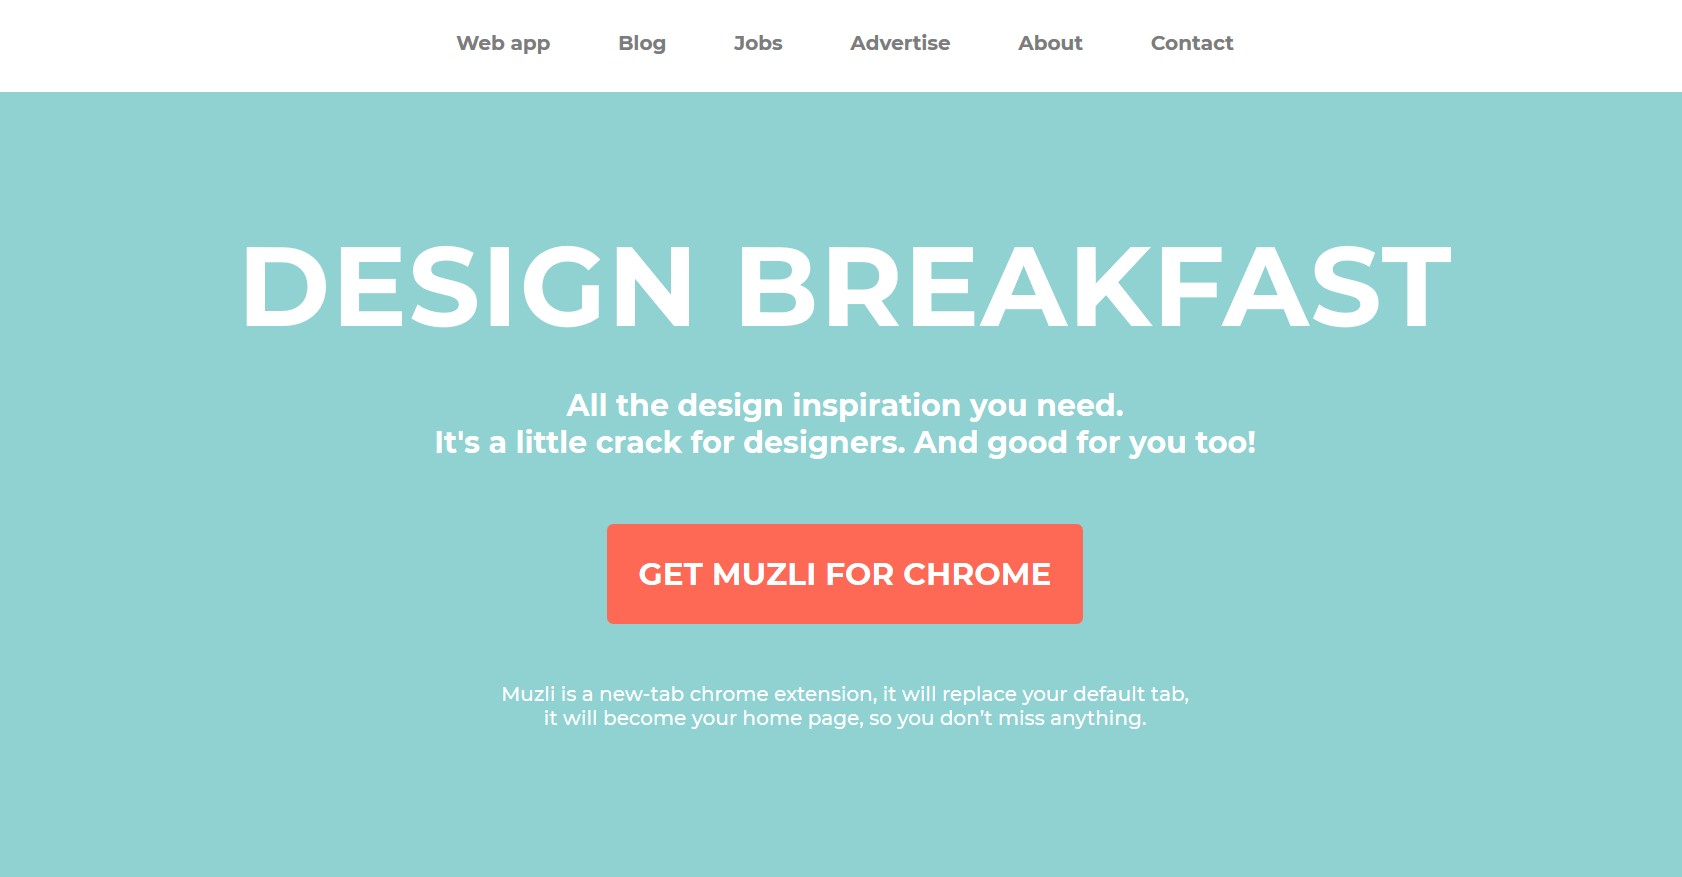 Web app Blog Jobs Advertise About Contact
DESIGN BREAKFAST
All the design inspiration you need.
It's a little crack for designers. And good for you too!
GET MUZLI FOR CHROME
Muzli is a new-tab chrome extension, it will replace your default tab,
it will become your home page, so you don’t miss anything.